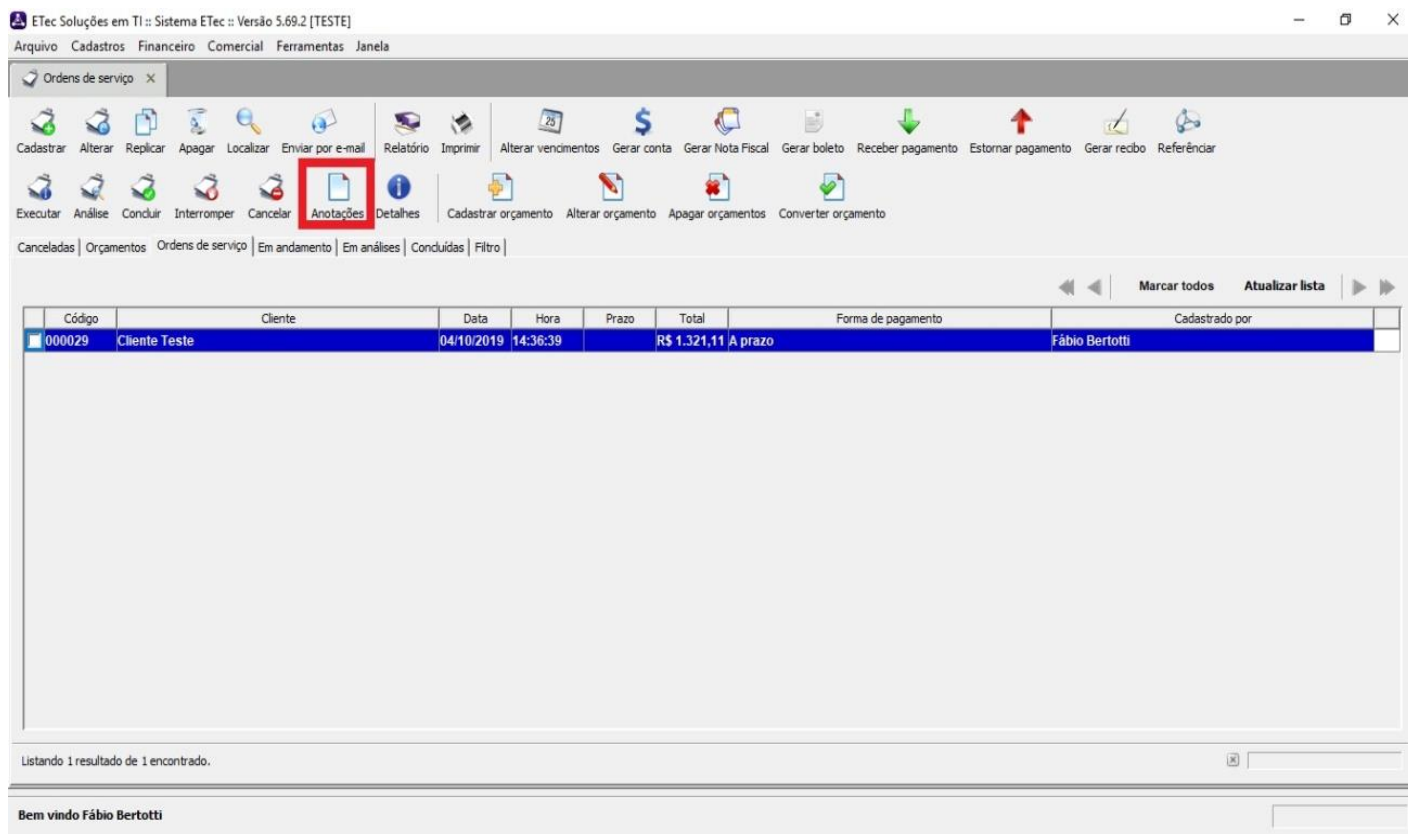 ETec Soluções em TI :: Sistema ETec :: Versão 5.69.2 [TESTE]
Arquivo Cadastros Financeiro Comercial Ferramentas Janela
Ordens de serviço
Cadastrar Alterar Replicar Apagar Localizar Enviar por e-mail Relatório Imprimir Alterar vencimentos Gerar conta Gerar Nota Fiscal Gerar boleto Receber pagamento Estornar pagamento Gerar recibo Referênciar
Executar Análise Concluir Interromper Cancelar Anotações Detalhes Cadastrar orçamento Alterar orçamento Apagar orçamentos Converter orçamento
Canceladas Orçamentos Ordens de serviço Em andamento Em análises Concluídas Filtro
Marcar todos Atualizar lista
Código Cliente Data Hora Prazo Total Forma de pagamento Cadastrado por
000029 Cliente Teste 04/10/2019 14:36:39 R$ 1.321,11 A prazo Fábio Bertotti
Listando 1 resultado de 1 encontrado.
Bem vindo Fábio Bertotti